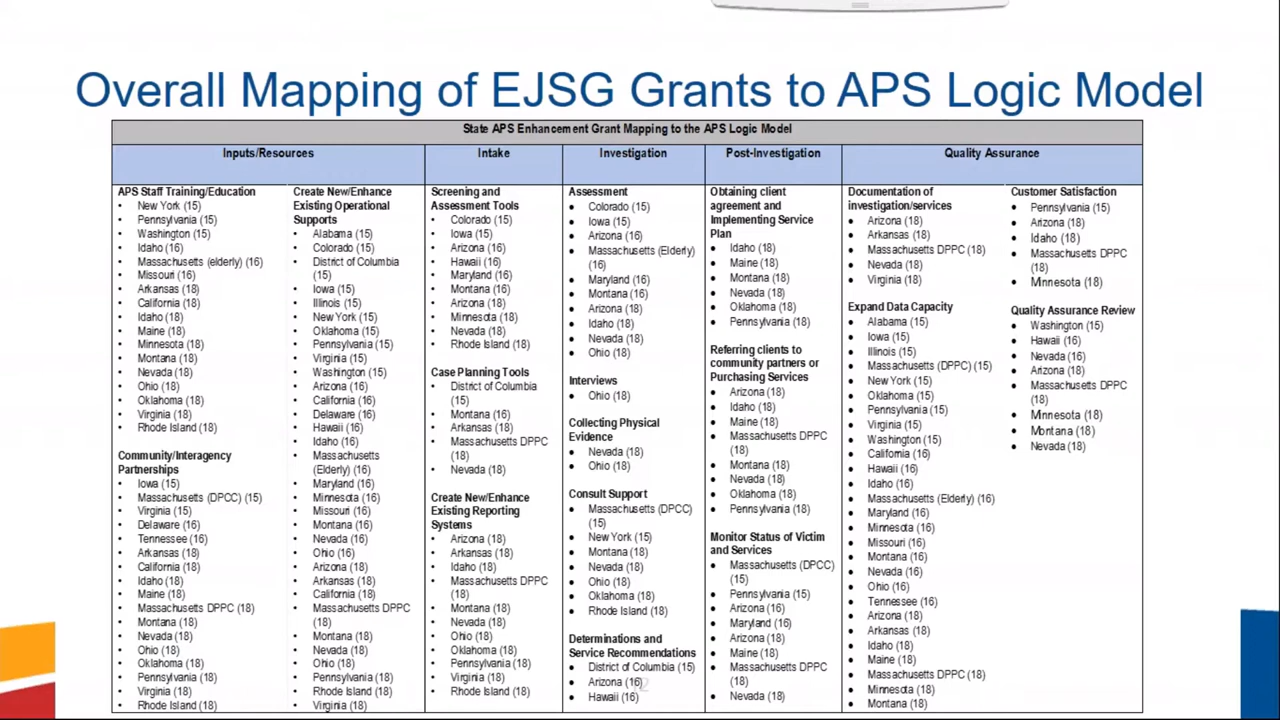 Overall Mapping of EJSG Grants to APS Logic Model
State APS Enhancement Grant Mapping to the APS Logic Model
Inputs/Resources
Intake
Investigation
Post-Investigation
Quality Assurance
APS Staff Training/Education
New York (15)
Pennsylvania (15)
Washington (15)
Idaho (16)
Massachusetts (elderly) (16)
Missouri (16)
Arkansas (18)
California (18)
Idaho (18)
Maine (18)
Minnesota (18)
Montana (18)
Nevada (18)
Ohio (18)
Oklahoma (18)
Virginia (18)
Rhode Island (18)
Community/Interagency
Partnerships
Iowa (15)
Massachusetts (DPCC) (15)
Virginia (15)
Delaware (16)
Tennessee (16)
Arkansas (18)
California (18)
Idaho (18)
Maine (18)
Massachusetts DPPC (18)
Montana (18)
Nevada (18)
Ohio (18)
Oklahoma (18)
Pennsylvania (18)
Virginia (18)
Rhode Island (18)
Create New/Enhance
Existing Operational
Supports
Alabama (15)
Colorado (15)
District of Columbia
(15)
Iowa (15)
Illinois (15)
New York (15)
Oklahoma (15)
Pennsylvania (15)
Virginia (15)
Washington (15)
Arizona (16)
California (16)
Delaware (16)
Hawaii (16)
Idaho (16)
Massachusetts
(Elderly) (16)
Maryland (16)
Minnesota (16)
Missouri (16)
Montana (16)
Nevada (16)
Ohio (16)
Arizona (18)
Arkansas (18)
California (18)
Massachusetts DPPC
(18)
Montana (18)
Nevada (18)
Ohio (18)
Pennsylvania (18)
Rhode Island (18)
Virginia (18)
Screening and
Assessment Tools
Colorado (15)
Iowa (15)
Arizona (16)
Hawaii (16)
Maryland (16)
Montana (16)
Arizona (18)
Minnesota (18)
Nevada (18)
Rhode Island (18)
Case Planning Tools
District of Columbia
(15)
Montana (16)
Arkansas (18)
Massachusetts DPPC
(18)
Nevada (18)
Create New/Enhance
Existing Reporting
Systems
Arizona (18)
Arkansas (18)
Idaho (18)
Massachusetts DPPC
(18)
Montana (18)
Nevada (18)
Ohio (18)
Oklahoma (18)
Pennsylvania (18)
Virginia (18)
Rhode Island (18)
Assessment
Colorado (15)
Iowa (15)
Arizona (16)
Massachusetts (Elderly)
(16)
Maryland (16)
Montana (16)
Arizona (18)
Idaho (18)
Nevada (18)
Ohio (18)
Interviews
Ohio (18)
Collecting Physical
Evidence
Nevada (18)
Ohio (18)
Consult Support
Massachusetts (DPCC)
(15)
New York (15)
Montana (18)
Nevada (18)
Ohio (18)
Oklahoma (18)
Rhode Island (18)
Determinations and
Service Recommendations
District of Columbia (15)
Arizona (16)
Hawaii (16)
Obtaining client
agreement and
Implementing Service
Plan
Idaho (18)
Maine (18)
Montana (18)
Nevada (18)
Oklahoma (18)
Pennsylvania (18)
Referring clients to
community partners or
Purchasing Services
Arizona (18)
Idaho (18)
Maine (18)
Massachusetts DPPC
(18)
Montana (18)
Nevada (18)
Oklahoma (18)
Pennsylvania (18)
Monitor Status of Victim
and Services
Massachusetts (DPCC)
(15)
Pennsylvania (15)
Arizona (16)
Maryland (16)
Arizona (18)
Maine (18)
Massachusetts DPPC
(18)
Nevada (18)
Documentation of
investigation/services
Arizona (18)
Arkansas (18)
Massachusetts DPPC (18)
Nevada (18)
Virginia (18)
Expand Data Capacity
Alabama (15)
Iowa (15)
Illinois (15)
Massachusetts (DPPC) (15)
New York (15)
Oklahoma (15)
Pennsylvania (15)
Virginia (15)
Washington (15)
California (16)
Hawaii (16)
Idaho (16)
Massachusetts (Elderly) (16)
Maryland (16)
Minnesota (16)
Missouri (16)
Montana (16)
Nevada (16)
Ohio (16)
Tennessee (16)
Arizona (18)
Arkansas (18)
Idaho (18)
Maine (18)
Massachusetts DPPC (18)
Minnesota (18)
Montana (18)
Customer Satisfaction
Pennsylvania (15)
Arizona (18)
Idaho (18)
Massachusetts DPPC
(18)
Minnesota (18)
Quality Assurance Review
Washington (15)
Hawaii (16)
Nevada (16)
Arizona (18)
Massachusetts DPPC
(18)
Minnesota (18)
Montana (18)
Nevada (18)